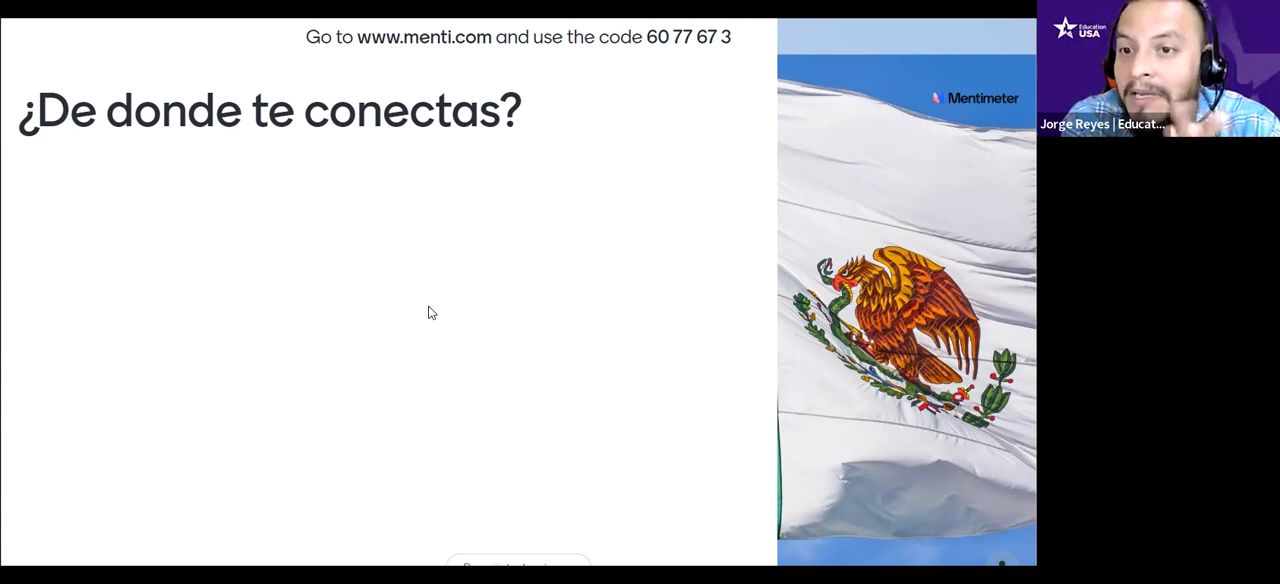 Go to www.menti.com and use the code 60 77 67 3
¿De donde te conectas?
Mentimeter
Education
USA
Jorge Reyes | Educat...